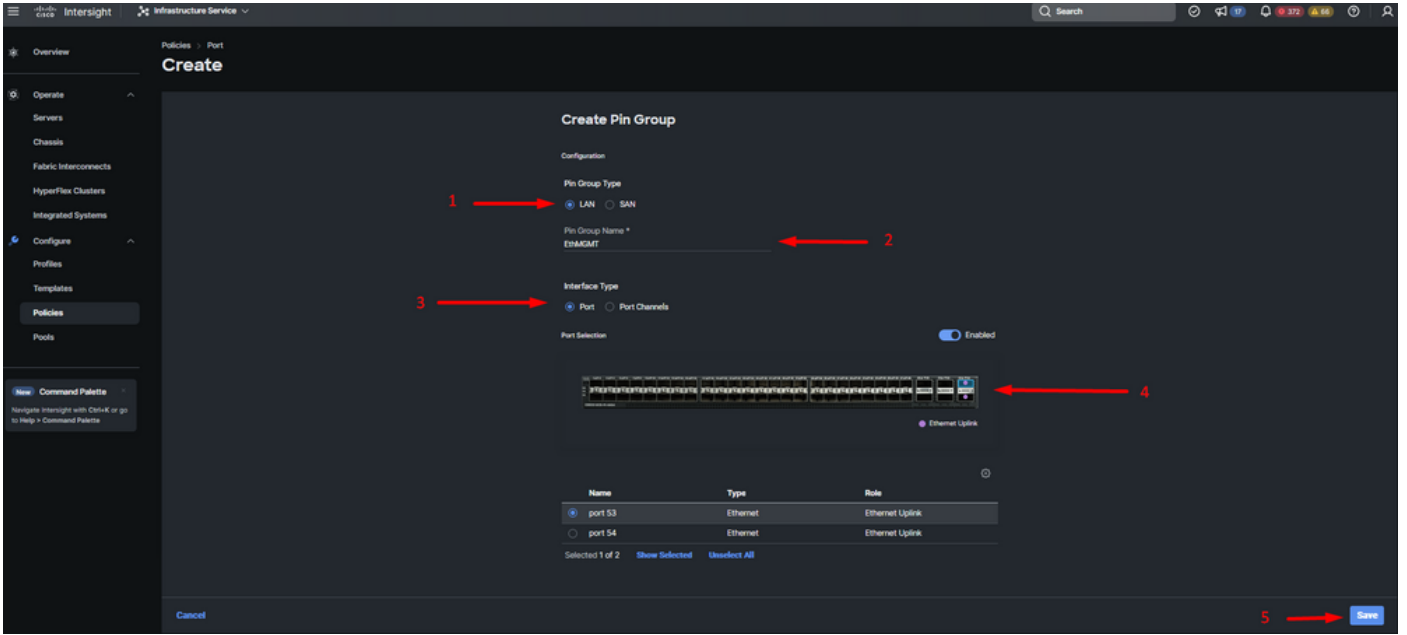 cisco Intersight
Infrastructure Service
Search
17
372
66
Overview
Operate
Servers
Chassis
Fabric Interconnects
HyperFlex Clusters
Integrated Systems
Configure
Profiles
Templates
Policies
Pools
New Command Palette
Navigate Intersight with Ctrl+K or go
to Help > Command Palette
Policies > Port
Create
Create Pin Group
Configuration
Pin Group Type
1
LAN SAN
Pin Group Name *
EthMGMT
2
Interface Type
3
Port Port Channels
Port Selection
Enabled
4
Ethernet Uplink
Name Type Role
port 53 Ethernet Ethernet Uplink
port 54 Ethernet Ethernet Uplink
Selected 1 of 2 Show Selected Unselect All
Cancel
5
Save